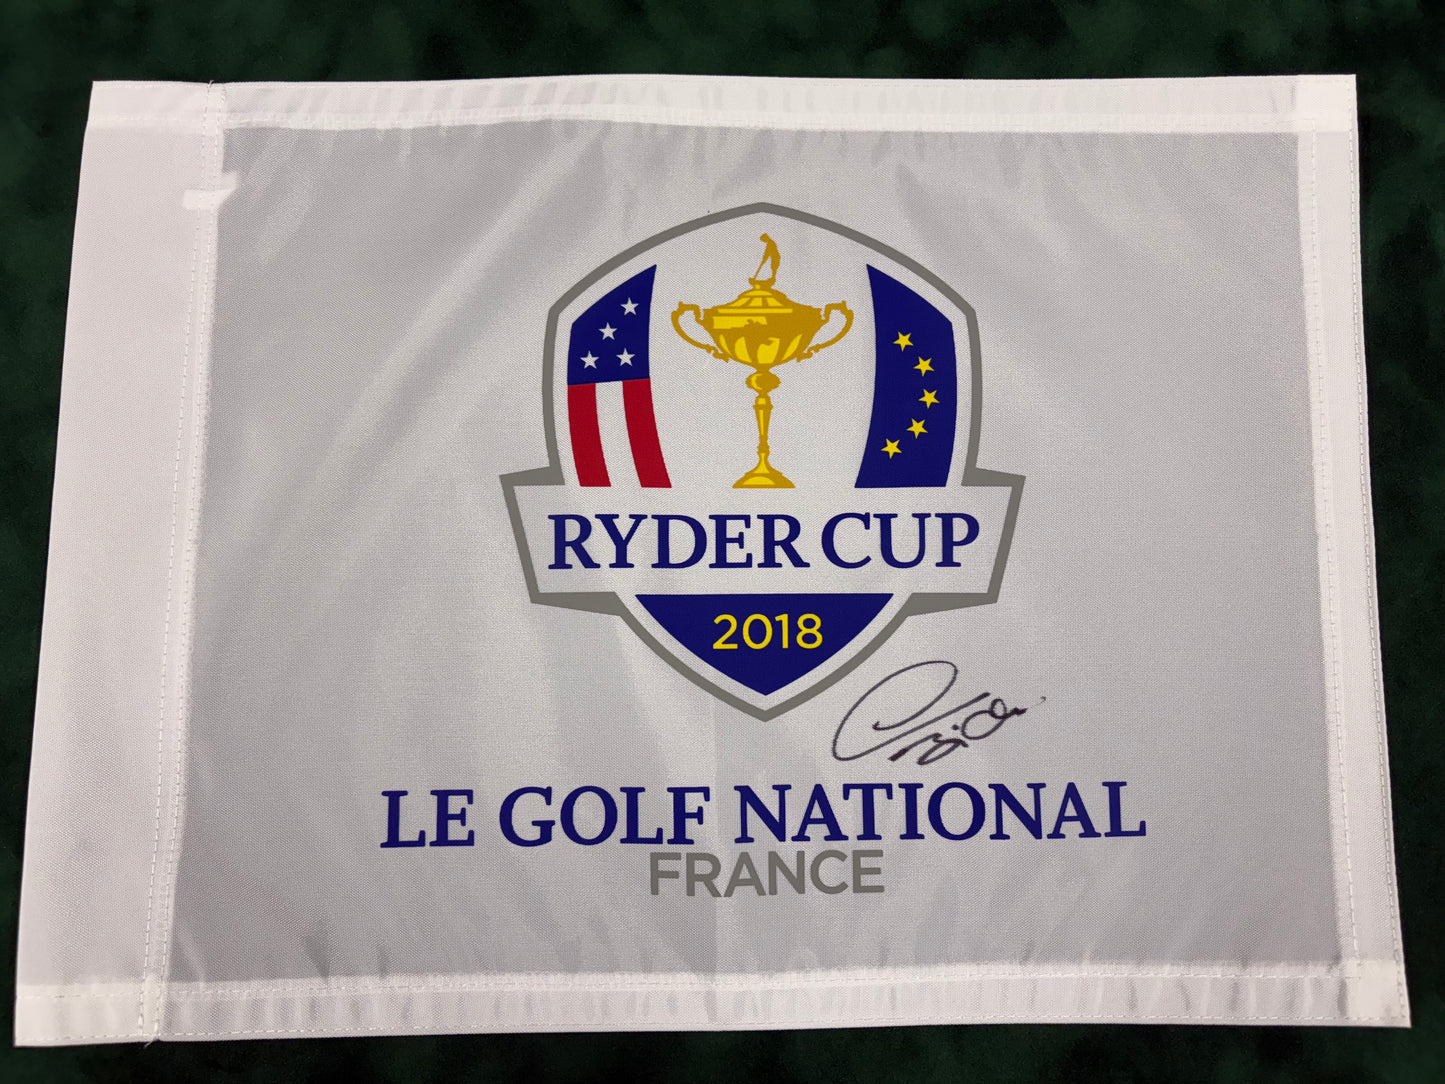 RYDER CUP
2018
LE GOLF NATIONAL
FRANCE